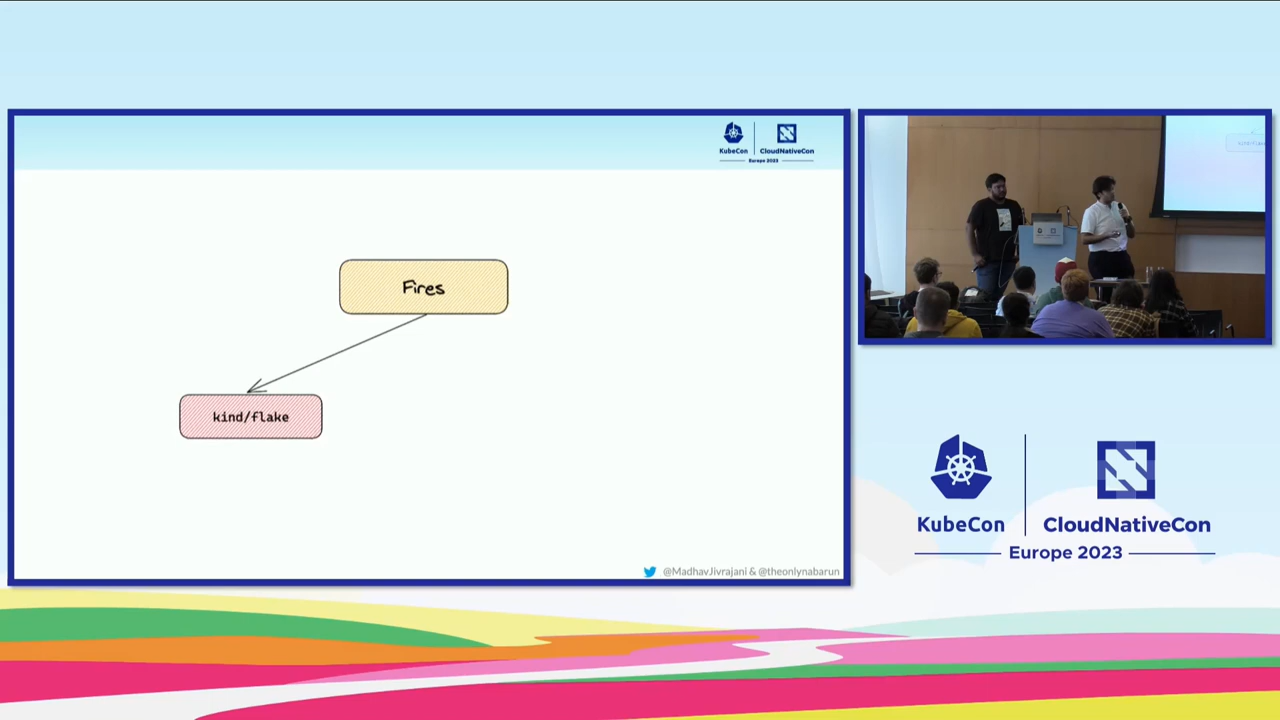 KubeCon
CloudNativeCon
Europe 2023
Fires
kind/flake
@MadhavJivrajani & @theonlynabarun
KubeCon
CloudNativeCon
Europe 2023